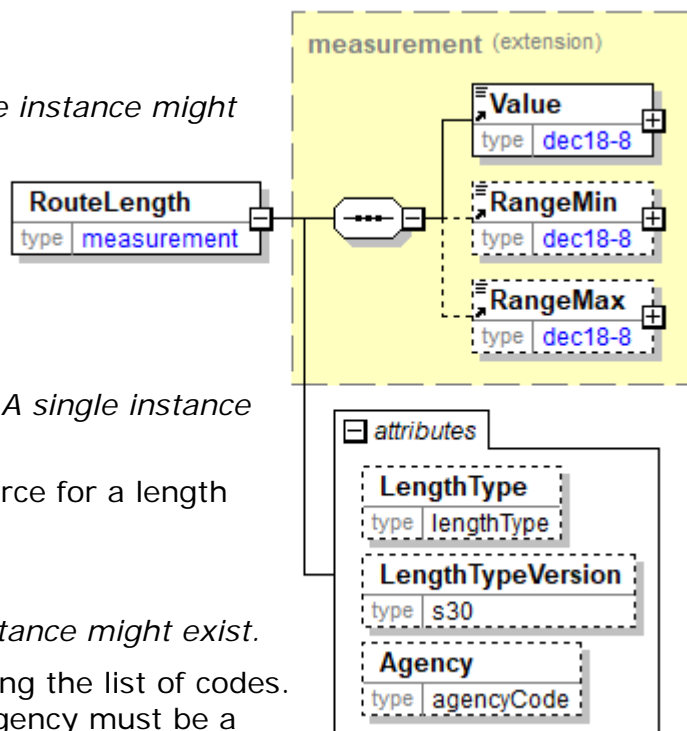 measurement (extension)
e instance might
Value
type dec18-8
RangeMin
type dec18-8
RouteLength
type measurement
RangeMax
type dec18-8
A single instance
attributes
rce for a length
LengthType
type lengthType
LengthTypeVersion
type s30
tance might exist.
Agency
type agencyCode
ng the list of codes.
gency must be a